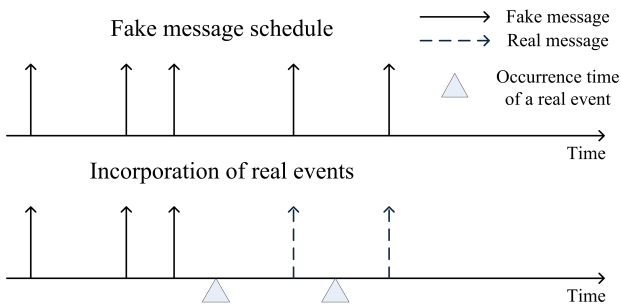 Fake message schedule
Fake message
Real message
Occurrence time
of a real event
Time
Incorporation of real events
Time